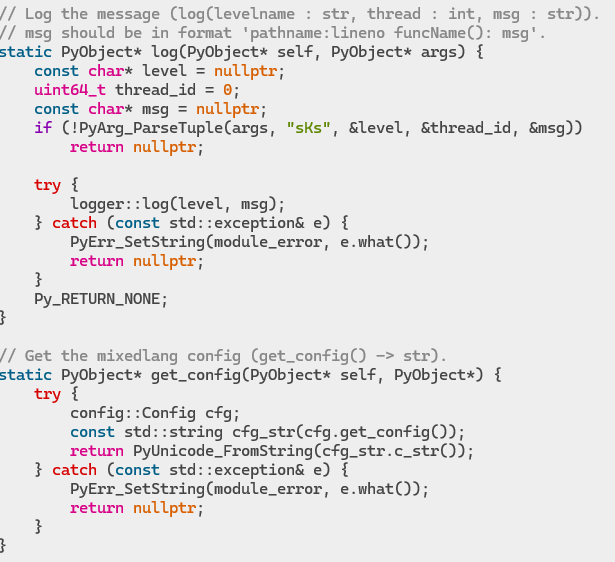 // Log the message (log(levelname : str, thread : int, msg : str)).
// msg should be in format 'pathname:lineno funcName(): msg'.
static PyObject* log(PyObject* self, PyObject* args) {
    const char* level = nullptr;
    uint64_t thread_id = 0;
    const char* msg = nullptr;
    if (!PyArg_ParseTuple(args, "sKs", &level, &thread_id, &msg))
        return nullptr;

    try {
        logger::log(level, msg);
    } catch (const std::exception& e) {
        PyErr_SetString(module_error, e.what());
        return nullptr;
    }
    Py_RETURN_NONE;
}

// Get the mixedlang config (get_config() -> str).
static PyObject* get_config(PyObject* self, PyObject*) {
    try {
        config::Config cfg;
        const std::string cfg_str(cfg.get_config());
        return PyUnicode_FromString(cfg_str.c_str());
    } catch (const std::exception& e) {
        PyErr_SetString(module_error, e.what());
        return nullptr;
    }
}